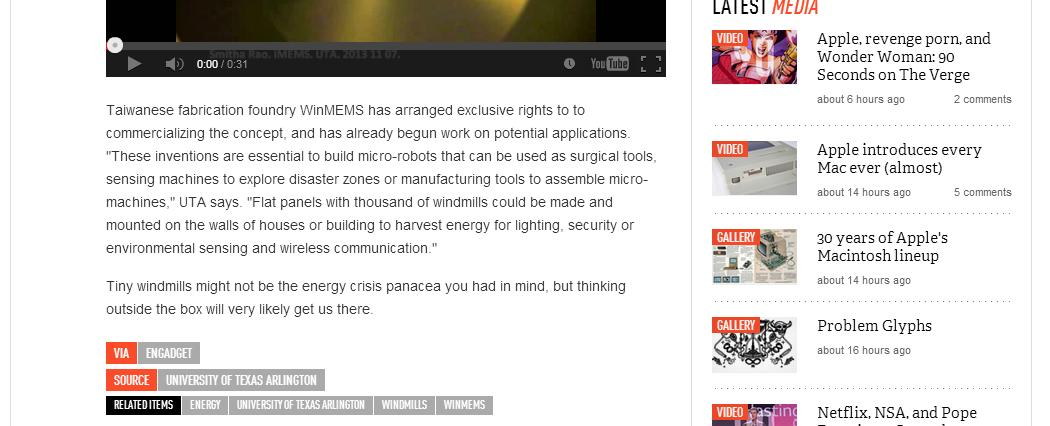 Smitha Rao. iMEMS. UTA. 2013 11 07.
0:00 / 0:31
YouTube
Taiwanese fabrication foundry WinMEMS has arranged exclusive rights to to
commercializing the concept, and has already begun work on potential applications.
"These inventions are essential to build micro-robots that can be used as surgical tools,
sensing machines to explore disaster zones or manufacturing tools to assemble micro-
machines," UTA says. "Flat panels with thousand of windmills could be made and
mounted on the walls of houses or building to harvest energy for lighting, security or
environmental sensing and wireless communication."
Tiny windmills might not be the energy crisis panacea you had in mind, but thinking
outside the box will very likely get us there.
VIA ENGADGET
SOURCE UNIVERSITY OF TEXAS ARLINGTON
RELATED ITEMS ENERGY UNIVERSITY OF TEXAS ARLINGTON WINDMILLS WINMEMS
LATEST MEDIA
VIDEO
Apple, revenge porn, and
Wonder Woman: 90
Seconds on The Verge
about 6 hours ago 2 comments
VIDEO
Apple introduces every
Mac ever (almost)
about 14 hours ago 5 comments
GALLERY
30 years of Apple's
Macintosh lineup
about 14 hours ago
GALLERY
Problem Glyphs
about 16 hours ago
VIDEO
Netflix, NSA, and Pope